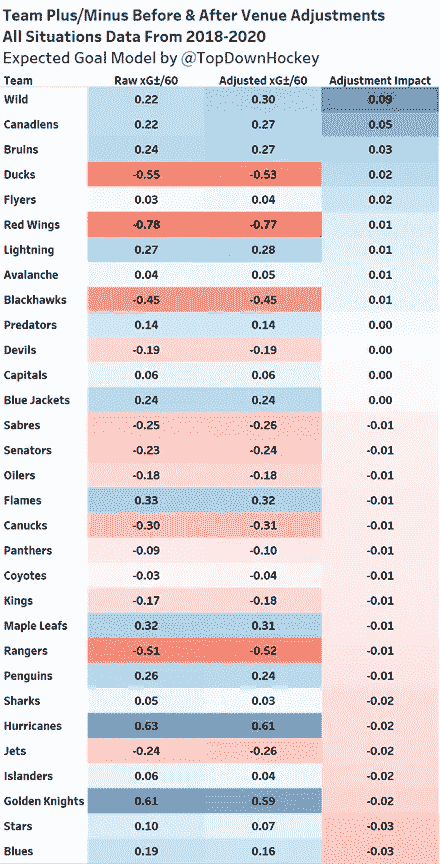 Team Plus/Minus Before & After Venue Adjustments
All Situations Data From 2018-2020
Expected Goal Model by @TopDownHockey
Team Raw xG±/60 Adjusted xG±/60 Adjustment Impact
Wild 0.22 0.30 0.09
Canadiens 0.22 0.27 0.05
Bruins 0.24 0.27 0.03
Ducks -0.55 -0.53 0.02
Flyers 0.03 0.04 0.02
Red Wings -0.78 -0.77 0.01
Lightning 0.27 0.28 0.01
Avalanche 0.04 0.05 0.01
Blackhawks -0.45 -0.45 0.01
Predators 0.14 0.14 0.00
Devils -0.19 -0.19 0.00
Capitals 0.06 0.06 0.00
Blue Jackets 0.24 0.24 0.00
Sabres -0.25 -0.26 -0.01
Senators -0.23 -0.24 -0.01
Oilers -0.18 -0.18 -0.01
Flames 0.33 0.32 -0.01
Canucks -0.30 -0.31 -0.01
Panthers -0.09 -0.10 -0.01
Coyotes -0.03 -0.04 -0.01
Kings -0.17 -0.18 -0.01
Maple Leafs 0.32 0.31 -0.01
Rangers -0.51 -0.52 -0.01
Penguins 0.26 0.24 -0.01
Sharks 0.05 0.03 -0.02
Hurricanes 0.63 0.61 -0.02
Jets -0.24 -0.26 -0.02
Islanders 0.06 0.04 -0.02
Golden Knights 0.61 0.59 -0.02
Stars 0.10 0.07 -0.03
Blues 0.19 0.16 -0.03